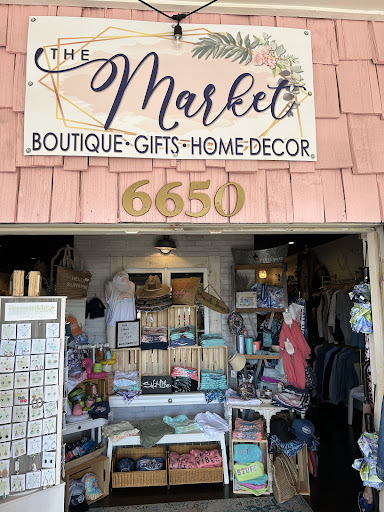 THE
Market
BOUTIQUE • GIFTS • HOME DECOR
6650